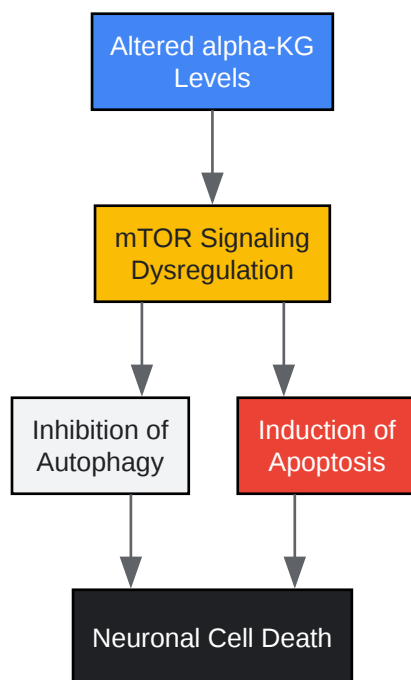 Altered alpha-KG
Levels
mTOR Signaling
Dysregulation
Inhibition of
Autophagy
Induction of
Apoptosis
Neuronal Cell Death